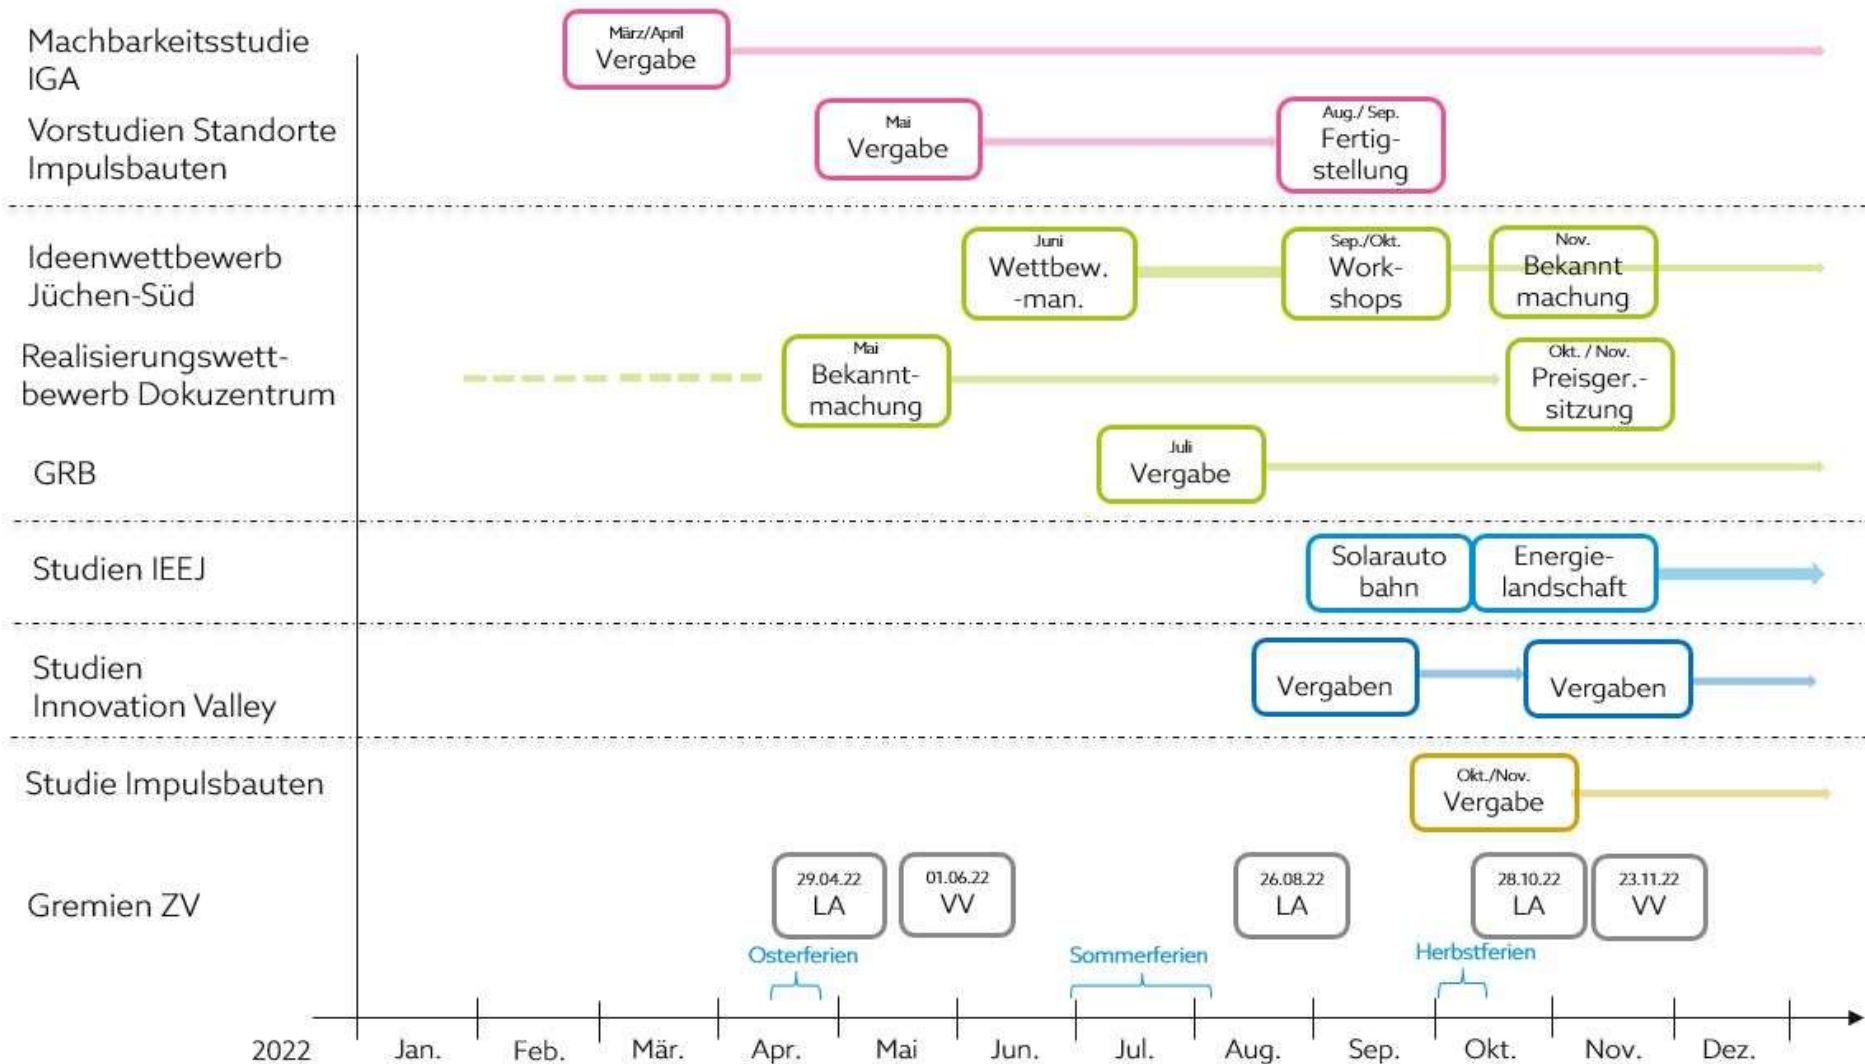 Machbarkeitsstudie
IGA
März/April
Vergabe
Vorstudien Standorte
Impulsbauten
Mai
Vergabe
Aug./ Sep.
Fertig-
stellung
Ideenwettbewerb
Jüchen-Süd
Juni
Wettbew.
-man.
Sep./Okt.
Work-
shops
Nov.
Bekannt
machung
Realisierungswett-
bewerb Dokuzentrum
Mai
Bekannt-
machung
Okt. / Nov.
Preisger.-
sitzung
GRB
Juli
Vergabe
Studien IEEJ
Solarauto
bahn
Energie-
landschaft
Studien
Innovation Valley
Vergaben
Vergaben
Studie Impulsbauten
Okt./Nov.
Vergabe
Gremien ZV
29.04.22
LA
01.06.22
VV
26.08.22
LA
28.10.22
LA
23.11.22
VV
Osterferien
Sommerferien
Herbstferien
2022 Jan. Feb. Mär. Apr. Mai Jun. Jul. Aug. Sep. Okt. Nov. Dez.